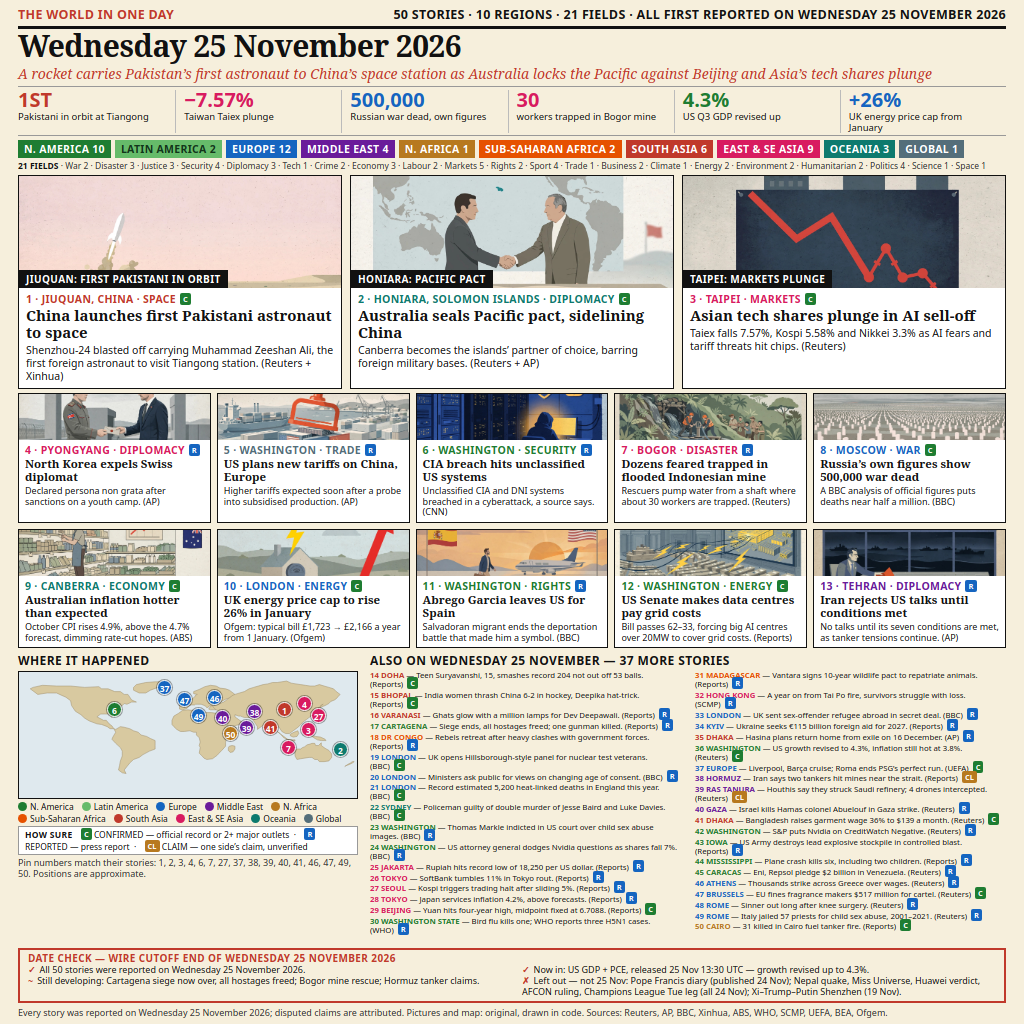 THE WORLD IN ONE DAY
50 STORIES · 10 REGIONS · 21 FIELDS · ALL FIRST REPORTED ON WEDNESDAY 25 NOVEMBER 2026
Wednesday 25 November 2026
A rocket carries Pakistan's first astronaut to China's space station as Australia locks the Pacific against Beijing and Asia's tech shares plunge
1ST
Pakistani in orbit at Tiangong
−7.57%
Taiwan Taiex plunge
500,000
Russian war dead, own figures
30
workers trapped in Bogor mine
4.3%
US Q3 GDP revised up
+26%
UK energy price cap from
January
N. AMERICA 10
LATIN AMERICA 2
EUROPE 12
MIDDLE EAST 4
N. AFRICA 1
SUB-SAHARAN AFRICA 2
SOUTH ASIA 6
EAST & SE ASIA 9
OCEANIA 3
GLOBAL 1
21 FIELDS · War 2 · Disaster 3 · Justice 3 · Security 4 · Diplomacy 3 · Tech 1 · Crime 2 · Economy 3 · Labour 2 · Markets 5 · Rights 2 · Sport 4 · Trade 1 · Business 2 · Climate 1 · Energy 2 · Environment 2 · Humanitarian 2 · Politics 4 · Science 1 · Space 1
JIUQUAN: FIRST PAKISTANI IN ORBIT
1 · JIUQUAN, CHINA · SPACE C
China launches first Pakistani astronaut
to space
Shenzhou-24 blasted off carrying Muhammad Zeeshan Ali, the
first foreign astronaut to visit Tiangong station. (Reuters +
Xinhua)
HONIARA: PACIFIC PACT
2 · HONIARA, SOLOMON ISLANDS · DIPLOMACY C
Australia seals Pacific pact, sidelining
China
Canberra becomes the islands' partner of choice, barring
foreign military bases. (Reuters + AP)
TAIPEI: MARKETS PLUNGE
3 · TAIPEI · MARKETS C
Asian tech shares plunge in AI sell-off
Taiex falls 7.57%, Kospi 5.58% and Nikkei 3.3% as AI fears and
tariff threats hit chips. (Reuters)
4 · PYONGYANG · DIPLOMACY R
North Korea expels Swiss
diplomat
Declared persona non grata after
sanctions on a youth camp. (AP)
5 · WASHINGTON · TRADE R
US plans new tariffs on China,
Europe
Higher tariffs expected soon after a probe
into subsidised production. (AP)
6 · WASHINGTON · SECURITY R
CIA breach hits unclassified
US systems
Unclassified CIA and DNI systems
breached in a cyberattack, a source says.
(CNN)
7 · BOGOR · DISASTER R
Dozens feared trapped in
flooded Indonesian mine
Rescuers pump water from a shaft where
about 30 workers are trapped. (Reuters)
8 · MOSCOW · WAR C
Russia's own figures show
500,000 war dead
A BBC analysis of official figures puts
deaths near half a million. (BBC)
9 · CANBERRA · ECONOMY C
Australian inflation hotter
than expected
October CPI rises 4.9%, above the 4.7%
forecast, dimming rate-cut hopes. (ABS)
10 · LONDON · ENERGY C
UK energy price cap to rise
26% in January
Ofgem: typical bill £1,723 → £2,166 a year
from 1 January. (Ofgem)
11 · WASHINGTON · RIGHTS R
Abrego Garcia leaves US for
Spain
Salvadoran migrant ends the deportation
battle that made him a symbol. (BBC)
12 · WASHINGTON · ENERGY C
US Senate makes data centres
pay grid costs
Bill passes 62–33, forcing big AI centres
over 20MW to cover grid costs. (Reports)
13 · TEHRAN · DIPLOMACY R
Iran rejects US talks until
conditions met
No talks until its seven conditions are met,
as tanker tensions continue. (AP)
WHERE IT HAPPENED
37
47
46
6
49
40
38
39
50
41
1
4
27
3
7
2
N. America
Latin America
Europe
Middle East
N. Africa
Sub-Saharan Africa
South Asia
East & SE Asia
Oceania
Global
HOW SURE C CONFIRMED — official record or 2+ major outlets · R
REPORTED — press report · CL CLAIM — one side's claim, unverified
Pin numbers match their stories: 1, 2, 3, 4, 6, 7, 27, 37, 38, 39, 40, 41, 46, 47, 49,
50. Positions are approximate.
ALSO ON WEDNESDAY 25 NOVEMBER — 37 MORE STORIES
14 DOHA — Teen Suryavanshi, 15, smashes record 204 not out off 53 balls.
(Reports) C
15 BHOPAL — India women thrash China 6-2 in hockey, Deepika hat-trick.
(Reports) C
16 VARANASI — Ghats glow with a million lamps for Dev Deepawali. (Reports) R
17 CARTAGENA — Siege ends, all hostages freed; one gunman killed. (Reports) R
18 DR CONGO — Rebels retreat after heavy clashes with government forces.
(Reports) R
19 LONDON — UK opens Hillsborough-style panel for nuclear test veterans.
(BBC) C
20 LONDON — Ministers ask public for views on changing age of consent. (BBC) R
21 LONDON — Record estimated 5,200 heat-linked deaths in England this year.
(BBC) C
22 SYDNEY — Policeman guilty of double murder of Jesse Baird and Luke Davies.
(BBC) C
23 WASHINGTON — Thomas Markle indicted in US court over child sex abuse
images. (BBC) R
24 WASHINGTON — US attorney general dodges Nvidia questions as shares fall 7%.
(BBC) R
25 JAKARTA — Rupiah hits record low of 18,250 per US dollar. (Reports) R
26 TOKYO — SoftBank tumbles 11% in Tokyo rout. (Reports) R
27 SEOUL — Kospi triggers trading halt after sliding 5%. (Reports) R
28 TOKYO — Japan services inflation 4.2%, above forecasts. (Reports) R
29 BEIJING — Yuan hits four-year high, midpoint fixed at 6.7088. (Reports) C
30 WASHINGTON STATE — Bird flu kills one; WHO reports three H5N1 cases.
(WHO) R
31 MADAGASCAR — Vantara signs 10-year wildlife pact to repatriate animals.
(Reports) R
32 HONG KONG — A year on from Tai Po fire, survivors struggle with loss.
(SCMP) R
33 LONDON — UK sent sex-offender refugee abroad in secret deal. (BBC) R
34 KYIV — Ukraine seeks €115 billion foreign aid for 2027. (Reuters) R
35 DHAKA — Hasina plans return home from exile on 16 December. (AP) R
36 WASHINGTON — US growth revised to 4.3%, inflation still hot at 3.8%.
(Reuters) C
37 EUROPE — Liverpool, Barça cruise; Roma ends PSG's perfect run. (UEFA) C
38 HORMUZ — Iran says two tankers hit mines near the strait. (Reports) CL
39 RAS TANURA — Houthis say they struck Saudi refinery; 4 drones intercepted.
(Reuters) CL
40 GAZA — Israel kills Hamas colonel Abuelouf in Gaza strike. (Reuters) R
41 DHAKA — Bangladesh raises garment wage 36% to $139 a month. (Reuters) C
42 WASHINGTON — S&P puts Nvidia on CreditWatch Negative. (Reuters) R
43 IOWA — US Army destroys lead explosive stockpile in controlled blast.
(Reports) R
44 MISSISSIPPI — Plane crash kills six, including two children. (Reports) R
45 CARACAS — Eni, Repsol pledge $2 billion in Venezuela. (Reuters) R
46 ATHENS — Thousands strike across Greece over wages. (Reuters) R
47 BRUSSELS — EU fines fragrance makers $517 million for cartel. (Reuters) C
48 ROME — Sinner out long after knee surgery. (Reuters) R
49 ROME — Italy jailed 57 priests for child sex abuse, 2001–2021. (Reuters) R
50 CAIRO — 31 killed in Cairo fuel tanker fire. (Reports) C
DATE CHECK — WIRE CUTOFF END OF WEDNESDAY 25 NOVEMBER 2026
✓ All 50 stories were reported on Wednesday 25 November 2026.
~ Still developing: Cartagena siege now over, all hostages freed; Bogor mine rescue; Hormuz tanker claims.
✓ Now in: US GDP + PCE, released 25 Nov 13:30 UTC — growth revised up to 4.3%.
✗ Left out — not 25 Nov: Pope Francis diary (published 24 Nov); Nepal quake, Miss Universe, Huawei verdict,
AFCON ruling, Champions League Tue leg (all 24 Nov); Xi–Trump–Putin Shenzhen (19 Nov).
Every story was reported on Wednesday 25 November 2026; disputed claims are attributed. Pictures and map: original, drawn in code. Sources: Reuters, AP, BBC, Xinhua, ABS, WHO, SCMP, UEFA, BEA, Ofgem.